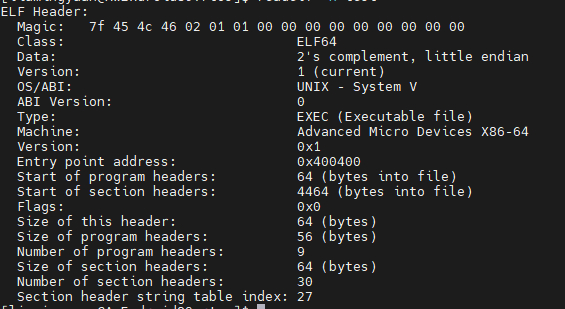 ELF Header:
Magic: 7f 45 4c 46 02 01 01 00 00 00 00 00 00 00 00 00
Class: ELF64
Data: 2's complement, little endian
Version: 1 (current)
OS/ABI: UNIX - System V
ABI Version: 0
Type: EXEC (Executable file)
Machine: Advanced Micro Devices X86-64
Version: 0x1
Entry point address: 0x400400
Start of program headers: 64 (bytes into file)
Start of section headers: 4464 (bytes into file)
Flags: 0x0
Size of this header: 64 (bytes)
Size of program headers: 56 (bytes)
Number of program headers: 9
Size of section headers: 64 (bytes)
Number of section headers: 30
Section header string table index: 27